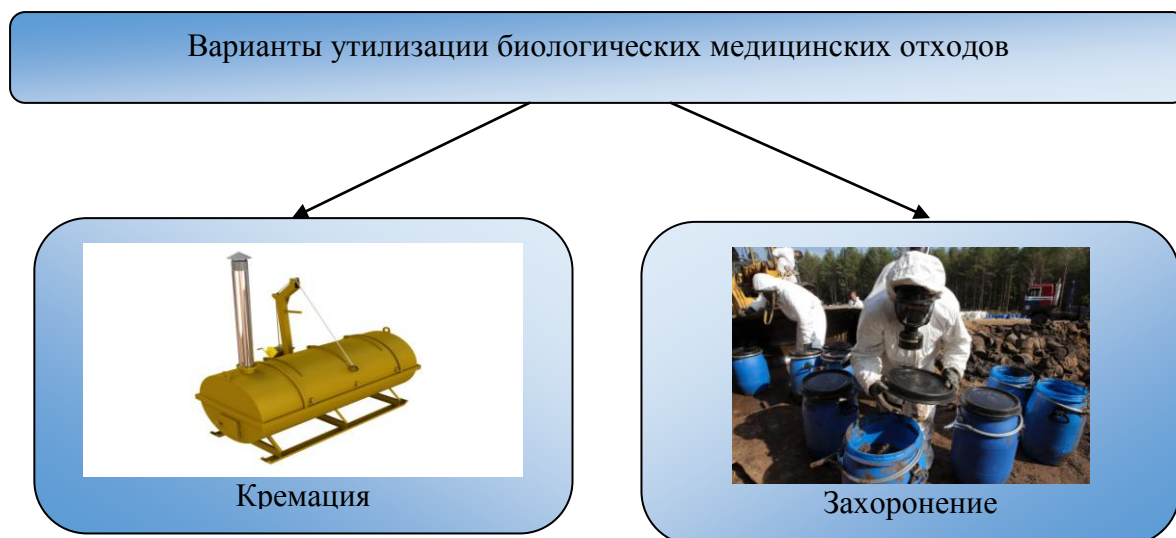 Варианты утилизации биологических медицинских отходов
Кремация
Захоронение